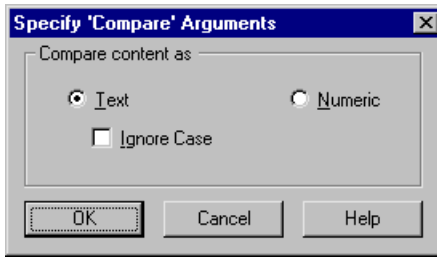 Specify 'Compare' Arguments
Compare content as
Text Numeric
Ignore Case
OK Cancel Help